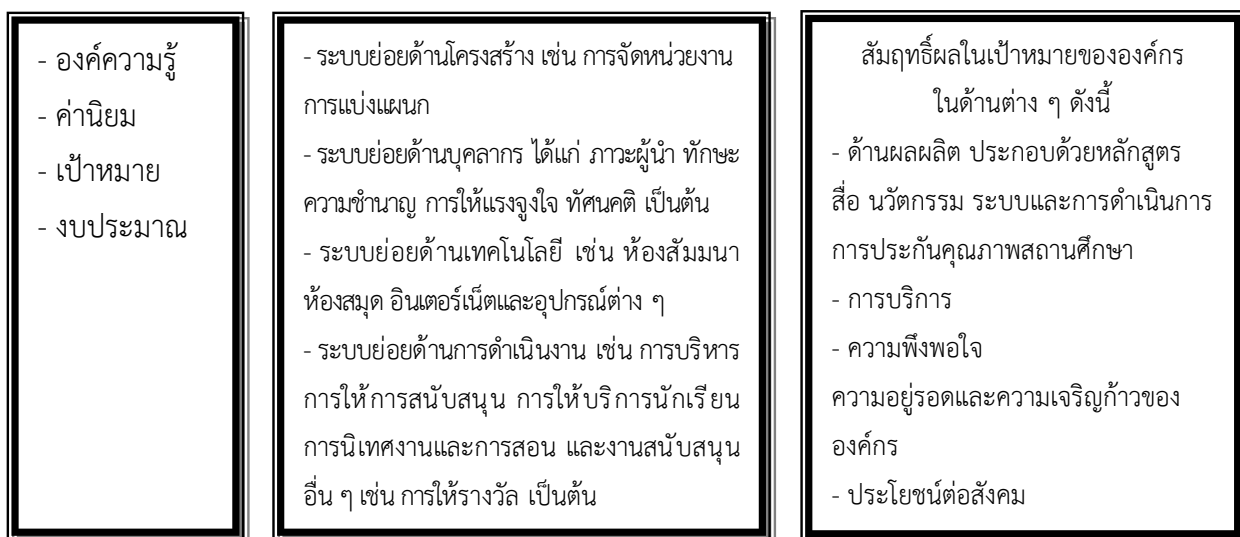 - องค์ความรู้
- ค่านิยม
- เป้าหมาย
- งบประมาณ
- ระบบย่อยด้านโครงสร้าง เช่น การจัดหน่วยงาน
การแบ่งแผนก
- ระบบย่อยด้านบุคลากร ได้แก่ ภาวะผู้นำ ทักษะ
ความชำนาญ การให้แรงจูงใจ ทัศนคติ เป็นต้น
- ระบบย่อยด้านเทคโนโลยี เช่น ห้องสัมมนา
ห้องสมุด อินเตอร์เน็ตและอุปกรณ์ต่าง ๆ
- ระบบย่อยด้านการดำเนินงาน เช่น การบริหาร
การให้การสนับสนุน การให้บริการนักเรียน
การนิเทศงานและการสอน และงานสนับสนุน
อื่น ๆ เช่น การให้รางวัล เป็นต้น
สัมฤทธิ์ผลในเป้าหมายขององค์กร
ในด้านต่าง ๆ ดังนี้
- ด้านผลผลิต ประกอบด้วยหลักสูตร
สื่อ นวัตกรรม ระบบและการดำเนินการ
การประกันคุณภาพสถานศึกษา
- การบริการ
- ความพึงพอใจ
ความอยู่รอดและความเจริญก้าวของ
องค์กร
- ประโยชน์ต่อสังคม